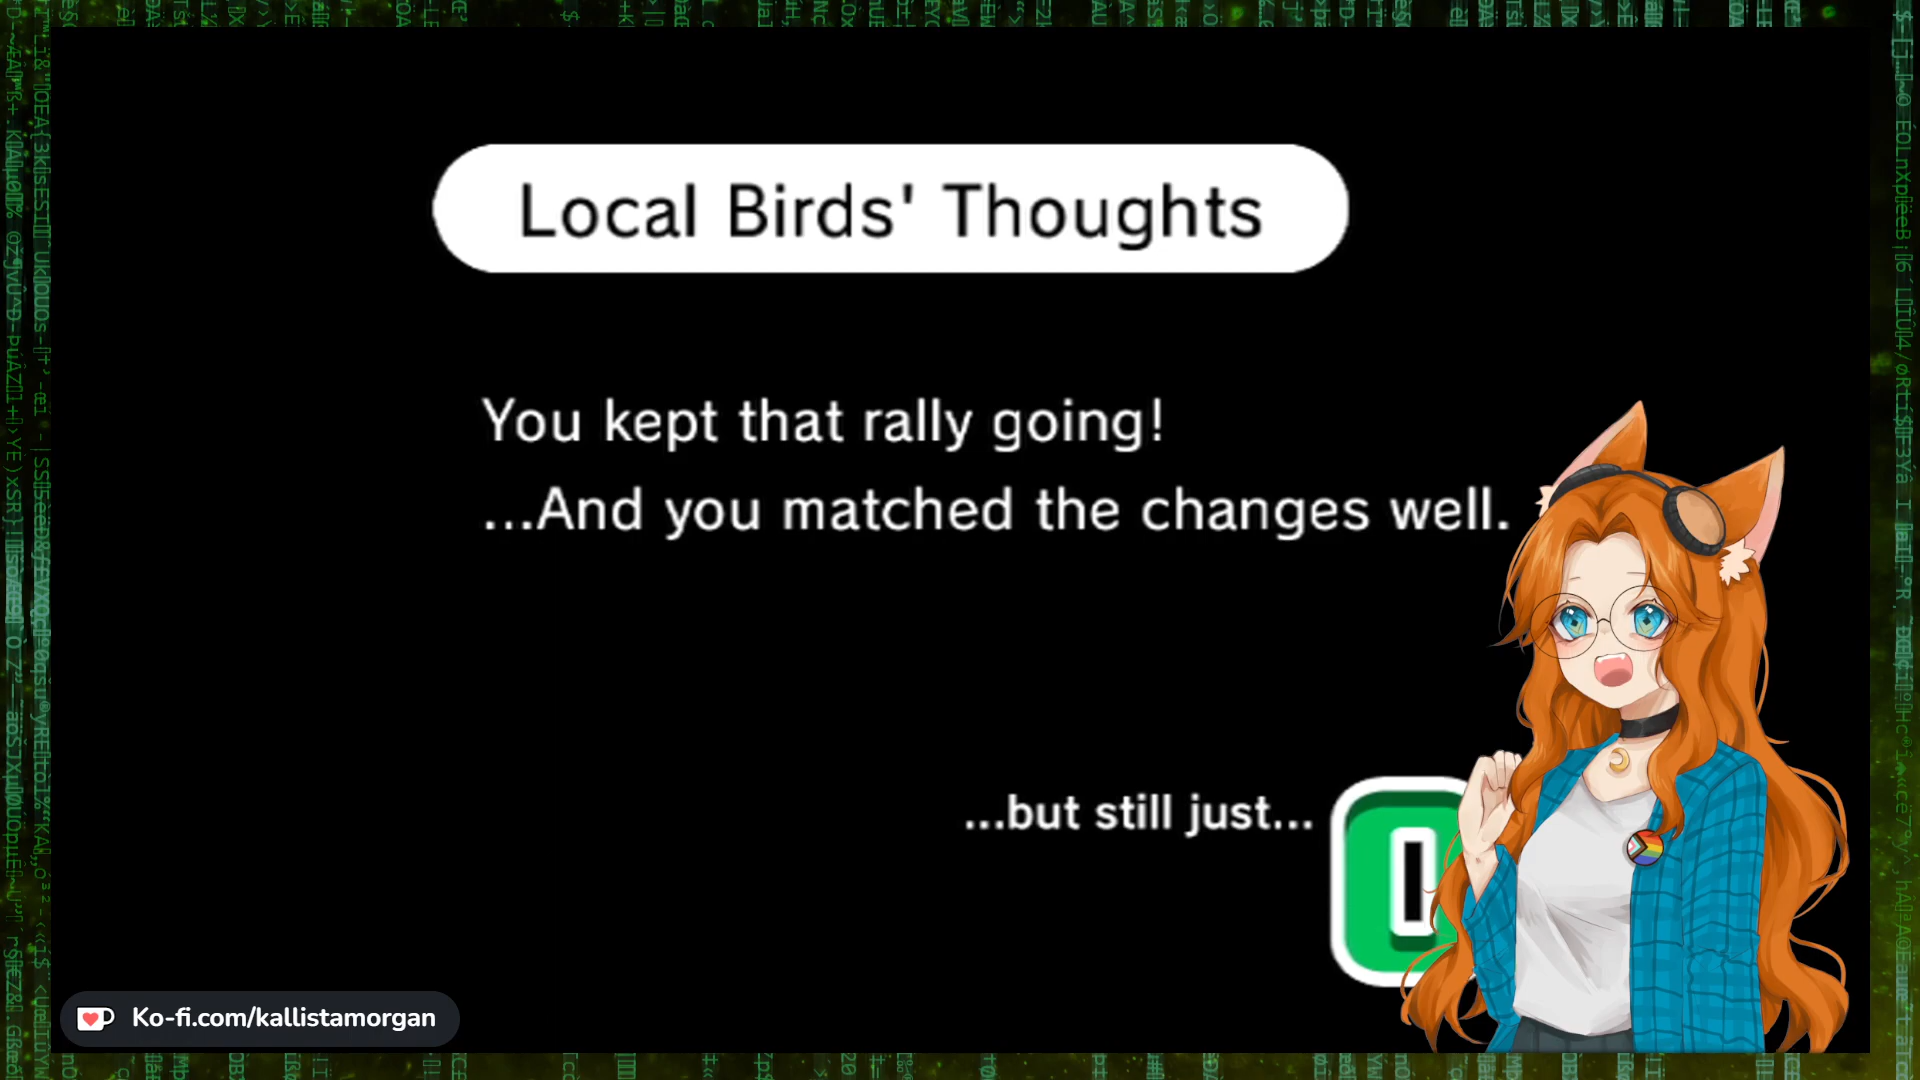 Local Birds' Thoughts
You kept that rally going!
...And you matched the changes well.
...but still just...
O
Ko-fi.com/kallistamorgan